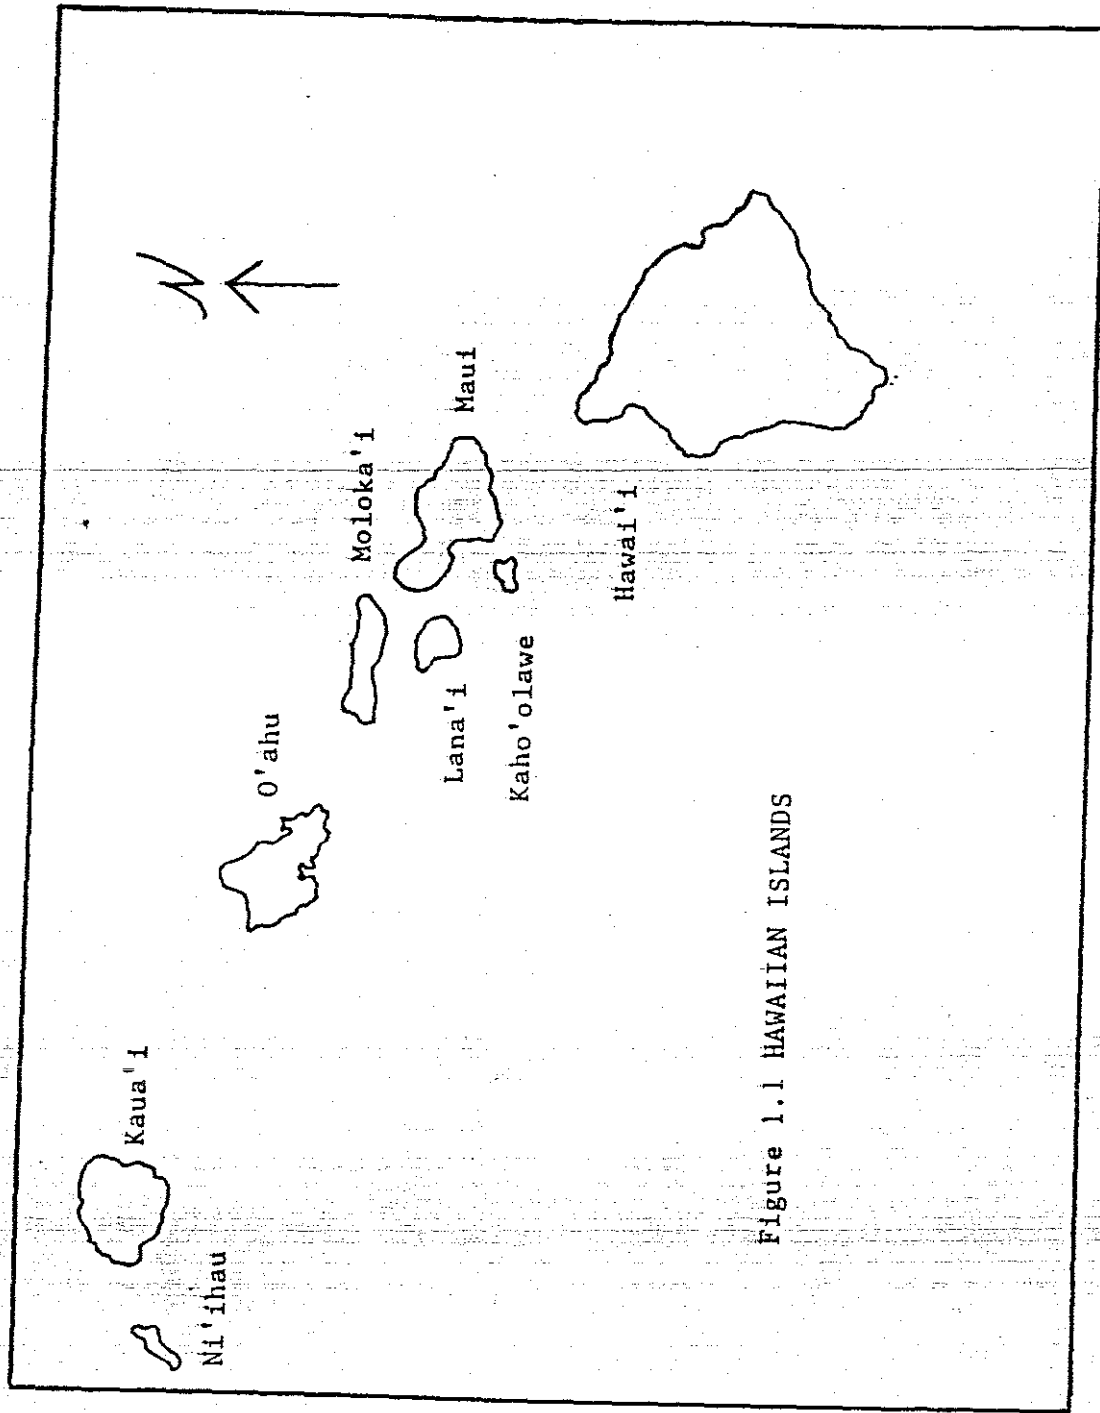 Ni'ihau
Kaua'i
O'ahu
Moloka'i
Lana'i
Maui
Kaho'olawe
Hawai'i
N
Figure 1.1 HAWAIIAN ISLANDS